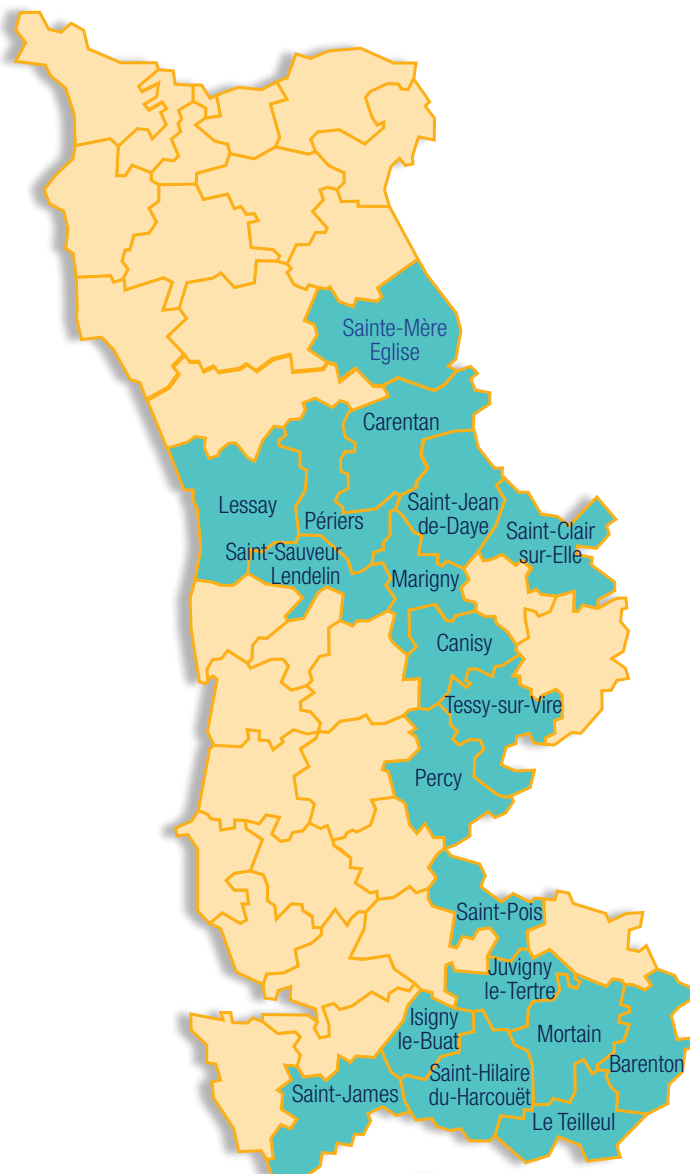 Sainte-Mère
Eglise
Carentan
Lessay
Périers
Saint-Jean
de-Daye
Saint-Clair
sur-Elle
Saint-Sauveur
Lendelin
Marigny
Canisy
Tessy-sur-Vire
Percy
Saint-Pois
Juvigny
le-Tertre
Isigny
le-Buat
Mortain
Barenton
Saint-Hilaire
du-Harcouët
Saint-James
Le Teilleul